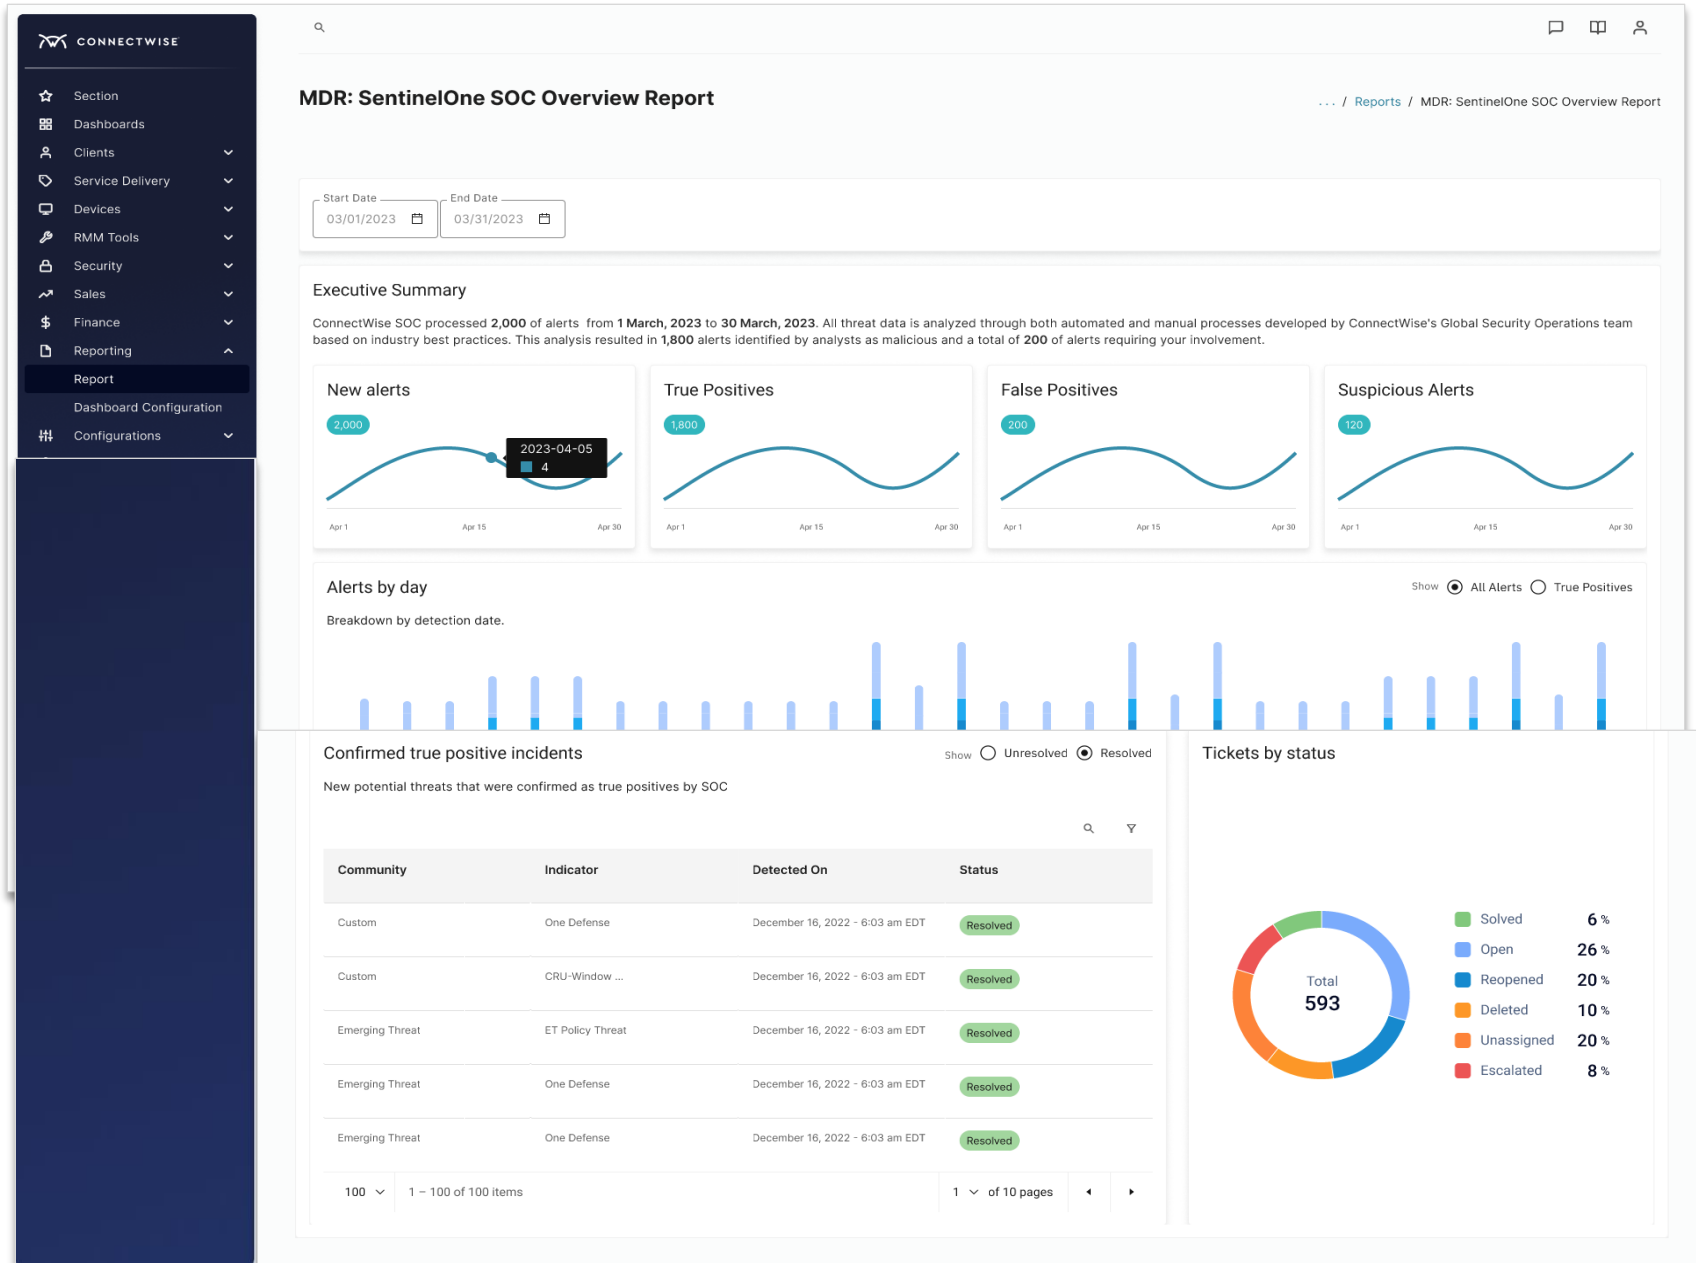 CONNECTWISE
Section
Dashboards
Clients
Service Delivery
Devices
RMM Tools
Security
Sales
Finance
Reporting
Report
Dashboard Configuration
Configurations
MDR: SentinelOne SOC Overview Report
... / Reports / MDR: SentinelOne SOC Overview Report
Start Date
03/01/2023
End Date
03/31/2023
Executive Summary
ConnectWise SOC processed 2,000 of alerts from 1 March, 2023 to 30 March, 2023. All threat data is analyzed through both automated and manual processes developed by ConnectWise's Global Security Operations team
based on industry best practices. This analysis resulted in 1,800 alerts identified by analysts as malicious and a total of 200 of alerts requiring your involvement.
New alerts
2,000
2023-04-05
4
Apr 1 Apr 15 Apr 30
True Positives
1,800
Apr 1 Apr 15 Apr 30
False Positives
200
Apr 1 Apr 15 Apr 30
Suspicious Alerts
120
Apr 1 Apr 15 Apr 30
Alerts by day
Show All Alerts True Positives
Breakdown by detection date.
Confirmed true positive incidents
Show Unresolved Resolved
New potential threats that were confirmed as true positives by SOC
Community Indicator Detected On Status
Custom One Defense December 16, 2022 - 6:03 am EDT Resolved
Custom CRU-Window ... December 16, 2022 - 6:03 am EDT Resolved
Emerging Threat ET Policy Threat December 16, 2022 - 6:03 am EDT Resolved
Emerging Threat One Defense December 16, 2022 - 6:03 am EDT Resolved
Emerging Threat One Defense December 16, 2022 - 6:03 am EDT Resolved
100 1 – 100 of 100 items 1 of 10 pages
Tickets by status
Total
593
Solved 6 %
Open 26 %
Reopened 20 %
Deleted 10 %
Unassigned 20 %
Escalated 8 %